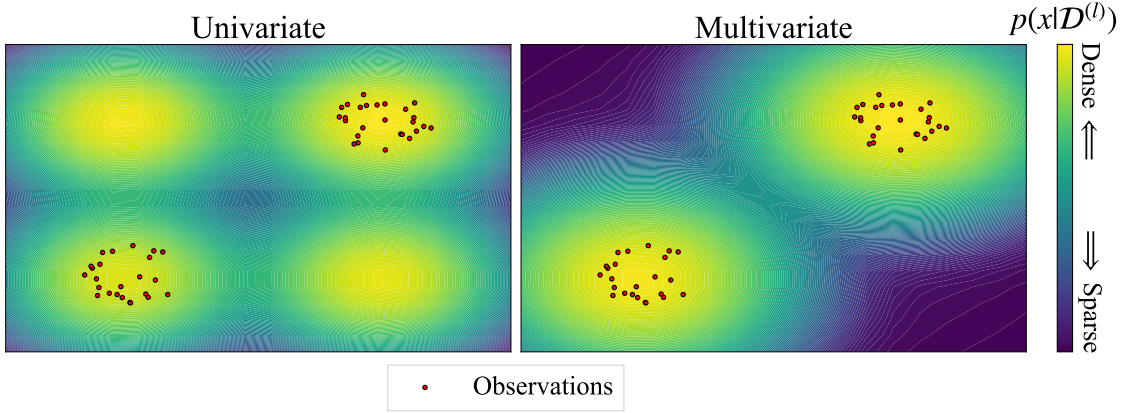 Univariate
Multivariate
p(x|𝒟^{(l)})
Dense ⟸
⟹ Sparse
Observations